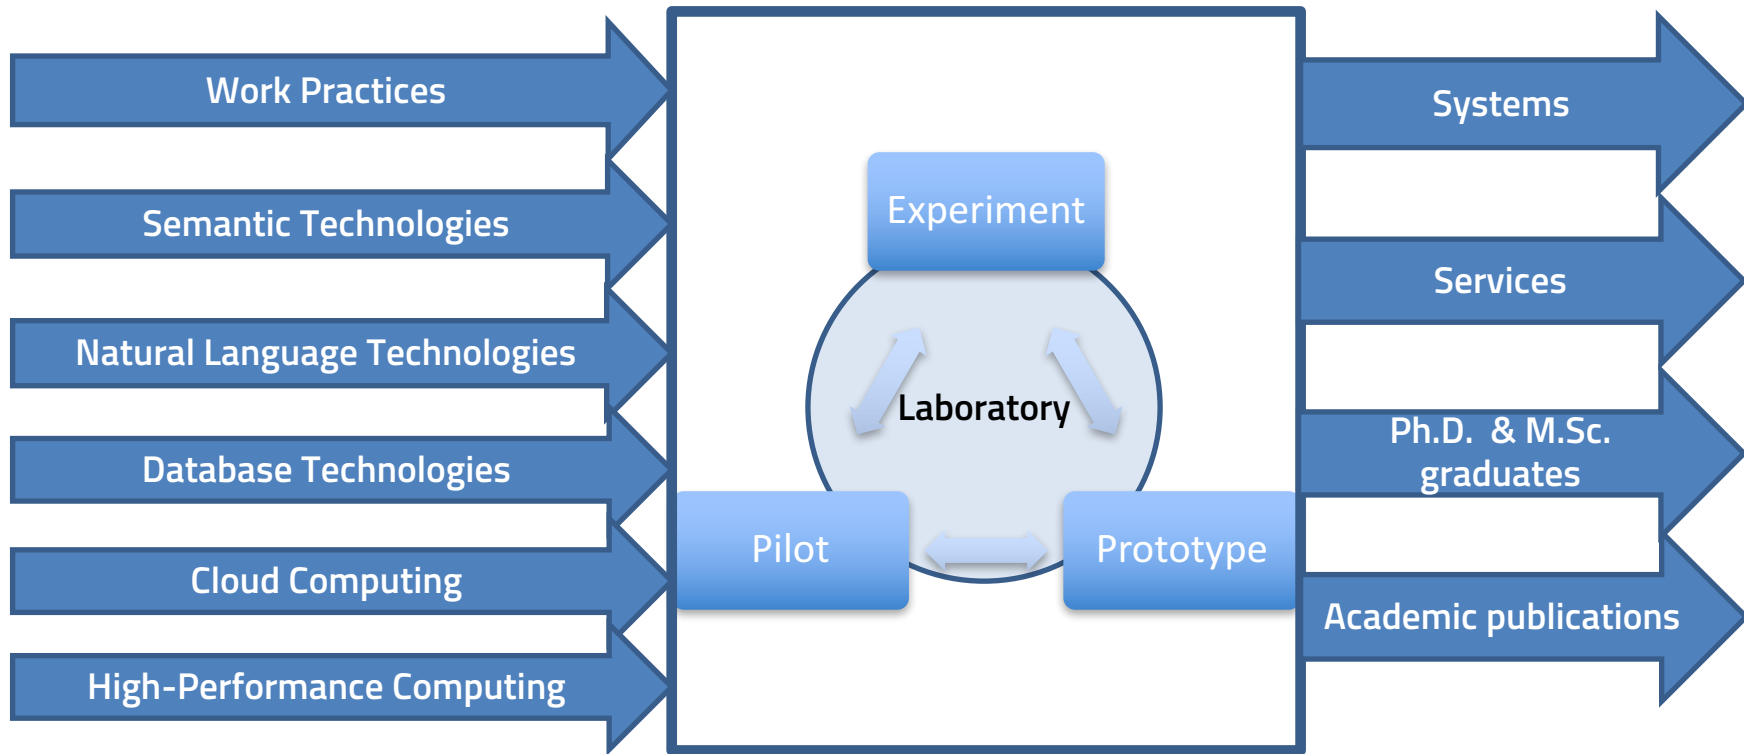 Work Practices
Semantic Technologies
Natural Language Technologies
Database Technologies
Cloud Computing
High-Performance Computing
Experiment
Laboratory
Pilot
Prototype
Systems
Services
Ph.D. & M.Sc.
graduates
Academic publications